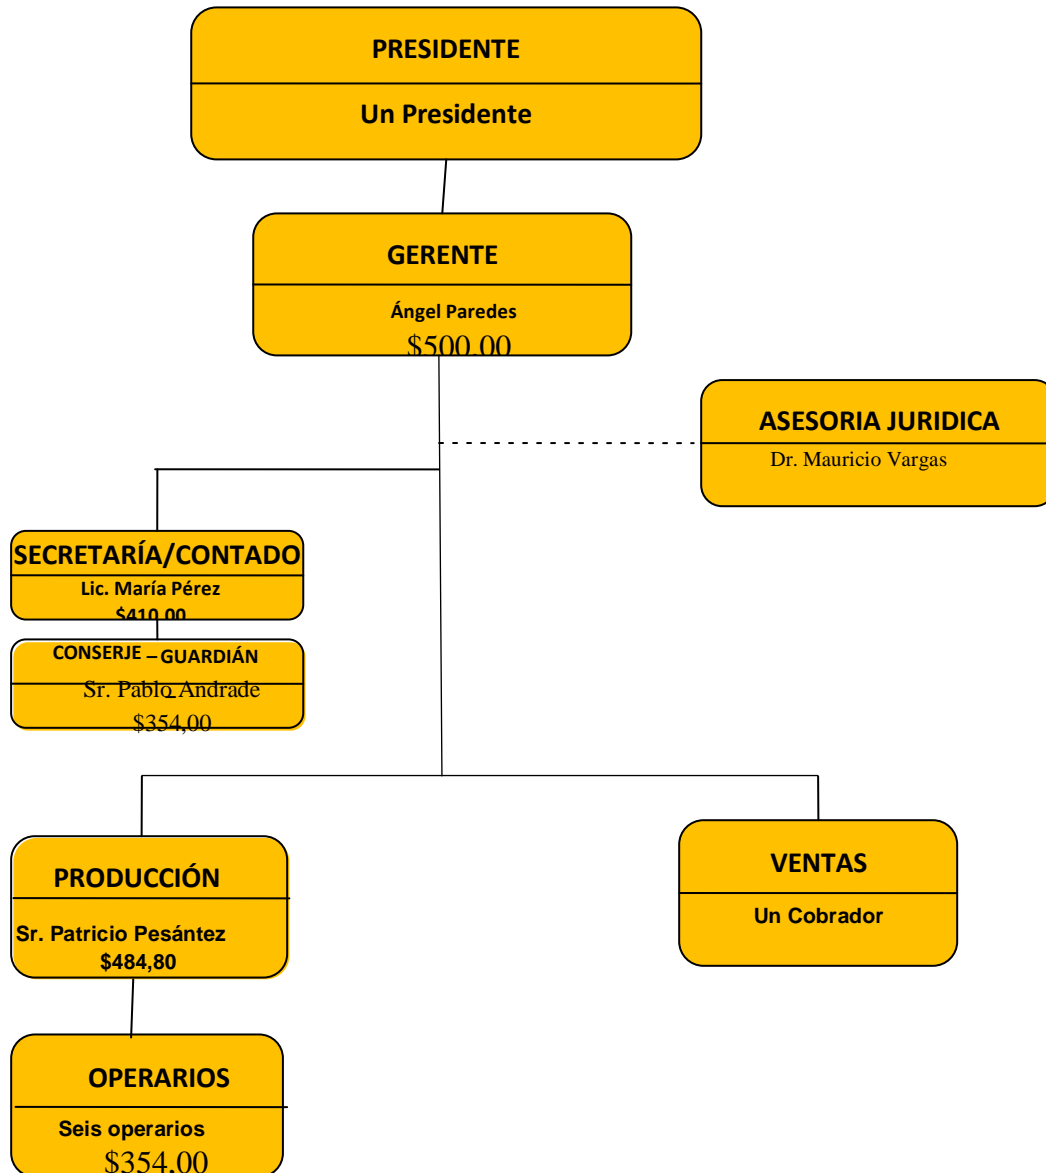 PRESIDENTE
Un Presidente
GERENTE
Ángel Paredes
$500.00
ASESORIA JURIDICA
Dr. Mauricio Vargas
SECRETARÍA/CONTADO
Lic. María Pérez
$410.00
CONSERJE – GUARDIÁN
Sr. Pablo Andrade
$354,00
PRODUCCIÓN
Sr. Patricio Pesántez
$484,80
VENTAS
Un Cobrador
OPERARIOS
Seis operarios
$354.00